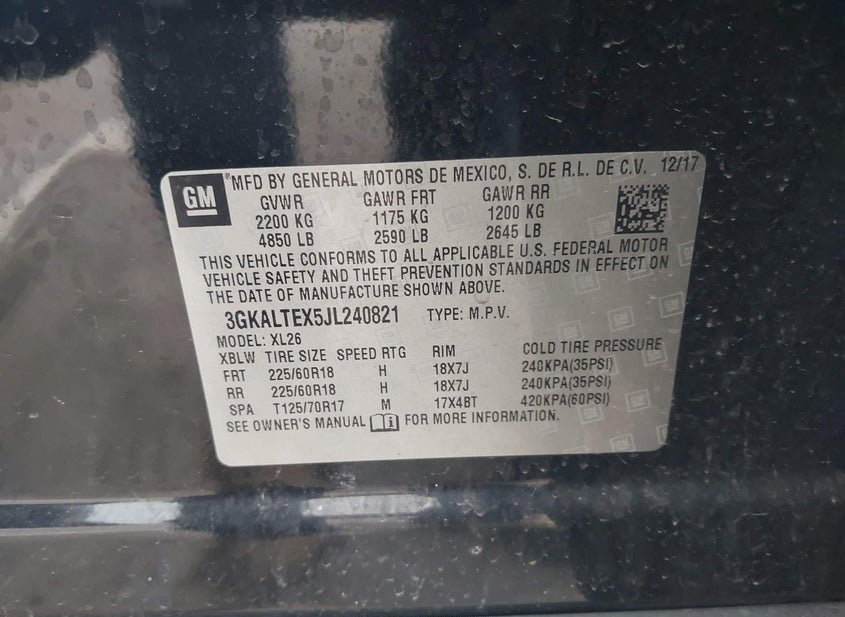 GM
MFD BY GENERAL MOTORS DE MEXICO, S. DE R.L. DE C.V. 12/17
GVWR GAWR FRT GAWR RR
2200 KG 1175 KG 1200 KG
4850 LB 2590 LB 2645 LB
THIS VEHICLE CONFORMS TO ALL APPLICABLE U.S. FEDERAL MOTOR
VEHICLE SAFETY AND THEFT PREVENTION STANDARDS IN EFFECT ON
THE DATE OF MANUFACTURE SHOWN ABOVE.
3GKALTEX5JL240821 TYPE: M.P.V.
MODEL: XL26
XBLW TIRE SIZE SPEED RTG RIM COLD TIRE PRESSURE
FRT 225/60R18 H 18X7J 240KPA(35PSI)
RR 225/60R18 H 18X7J 240KPA(35PSI)
SPA T125/70R17 M 17X4BT 420KPA(60PSI)
SEE OWNER'S MANUAL FOR MORE INFORMATION.